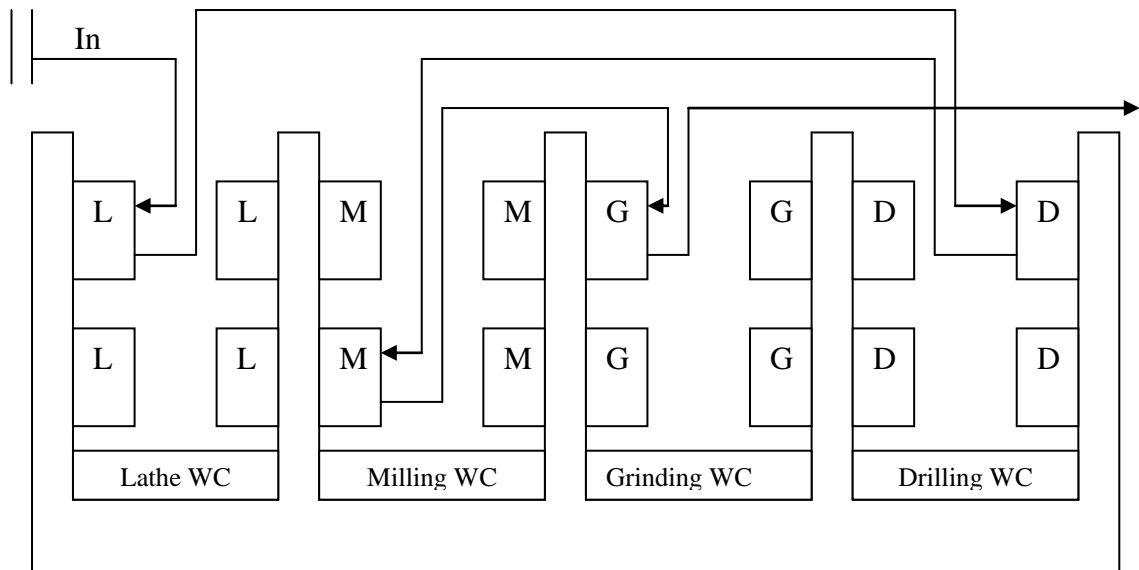 In
L L M M G G D D
L L M M G G D D
Lathe WC Milling WC Grinding WC Drilling WC